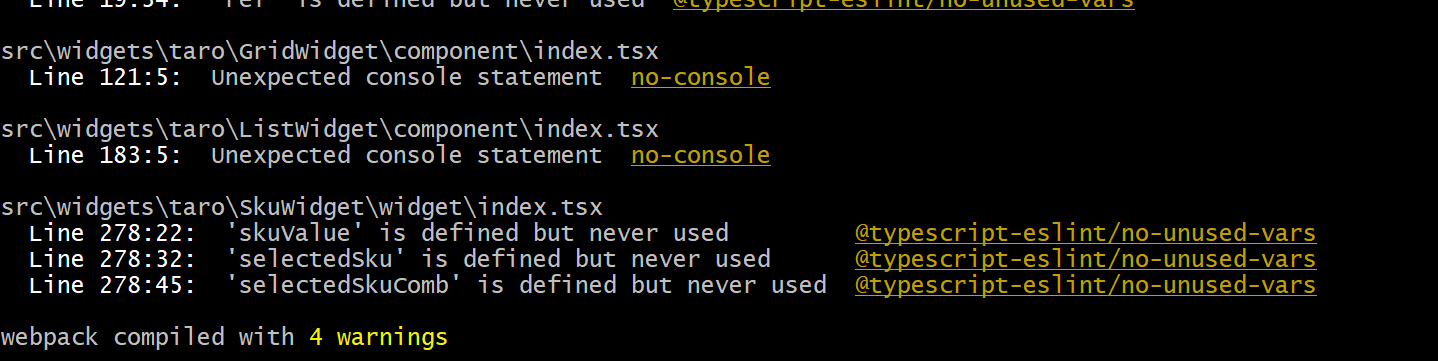 Line 19:34: 'ref' is defined but never used @typescript-eslint/no-unused-vars
src\widgets\taro\GridWidget\component\index.tsx
Line 121:5: Unexpected console statement no-console
src\widgets\taro\ListWidget\component\index.tsx
Line 183:5: Unexpected console statement no-console
src\widgets\taro\SkuWidget\widget\index.tsx
Line 278:22: 'skuValue' is defined but never used @typescript-eslint/no-unused-vars
Line 278:32: 'selectedSku' is defined but never used @typescript-eslint/no-unused-vars
Line 278:45: 'selectedSkuComb' is defined but never used @typescript-eslint/no-unused-vars
webpack compiled with 4 warnings